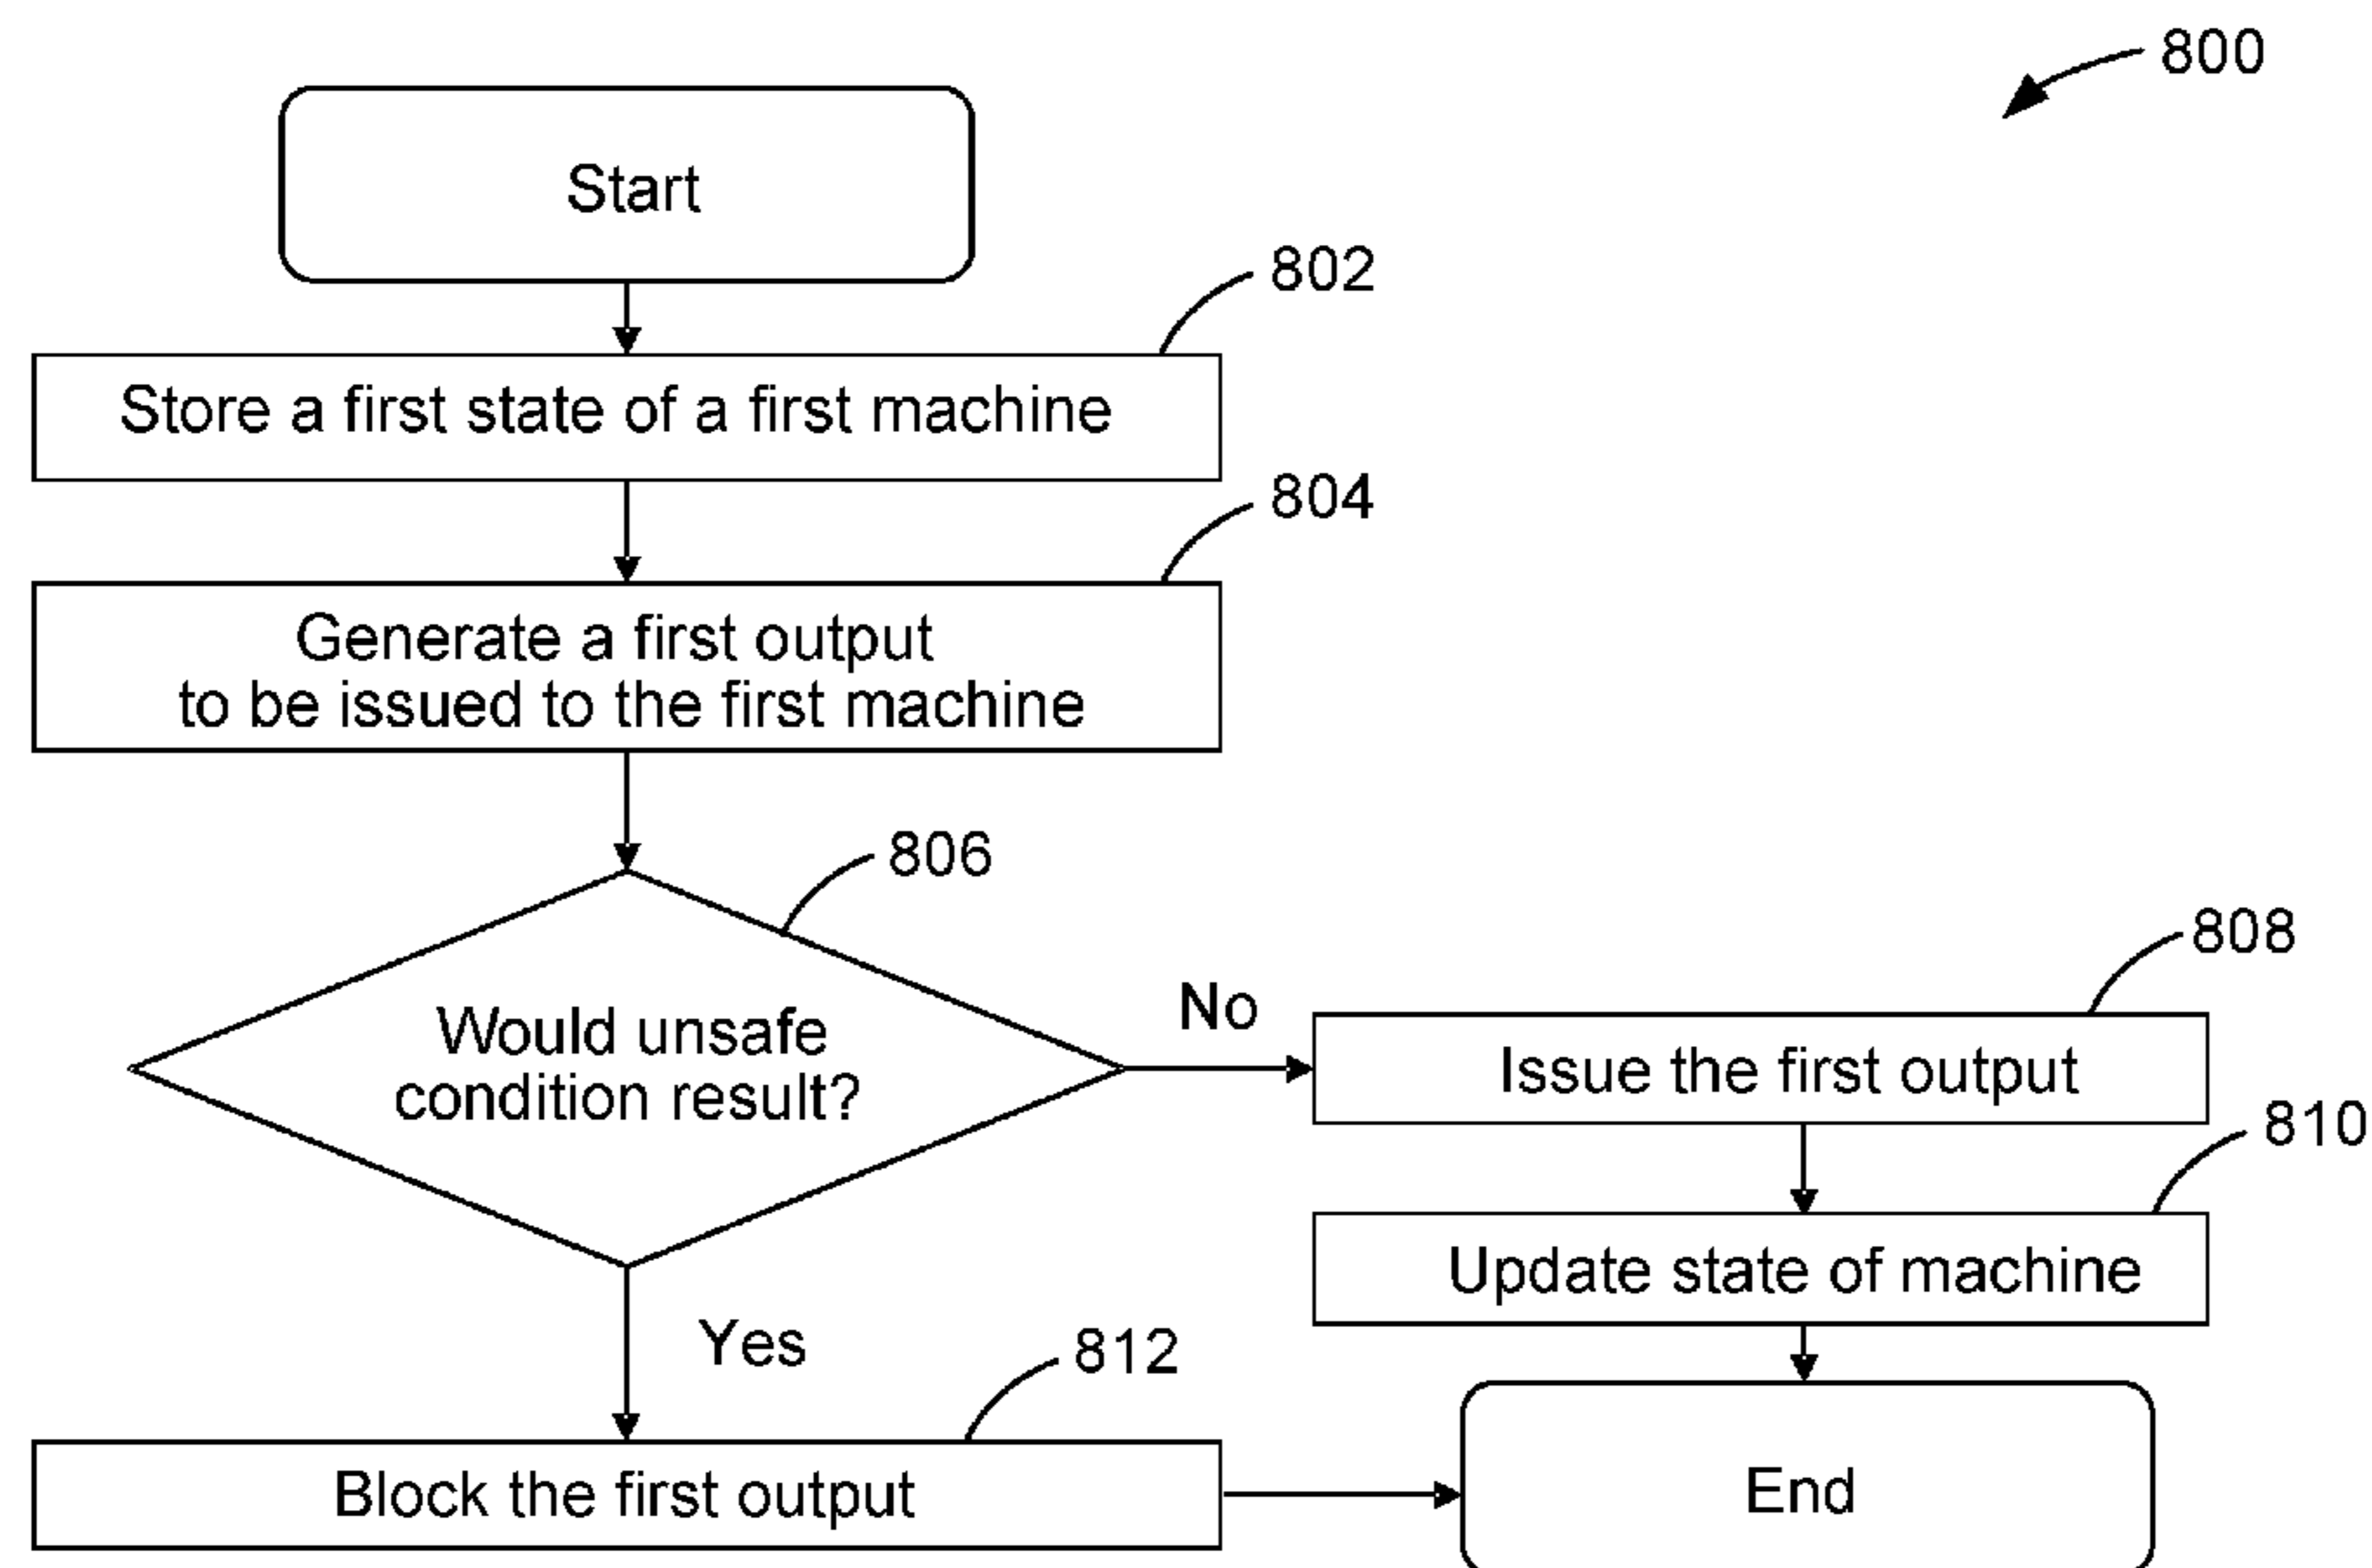 800
Start
802
Store a first state of a first machine
804
Generate a first output
to be issued to the first machine
806
Would unsafe
condition result?
No
808
Issue the first output
810
Update state of machine
Yes
812
Block the first output
End